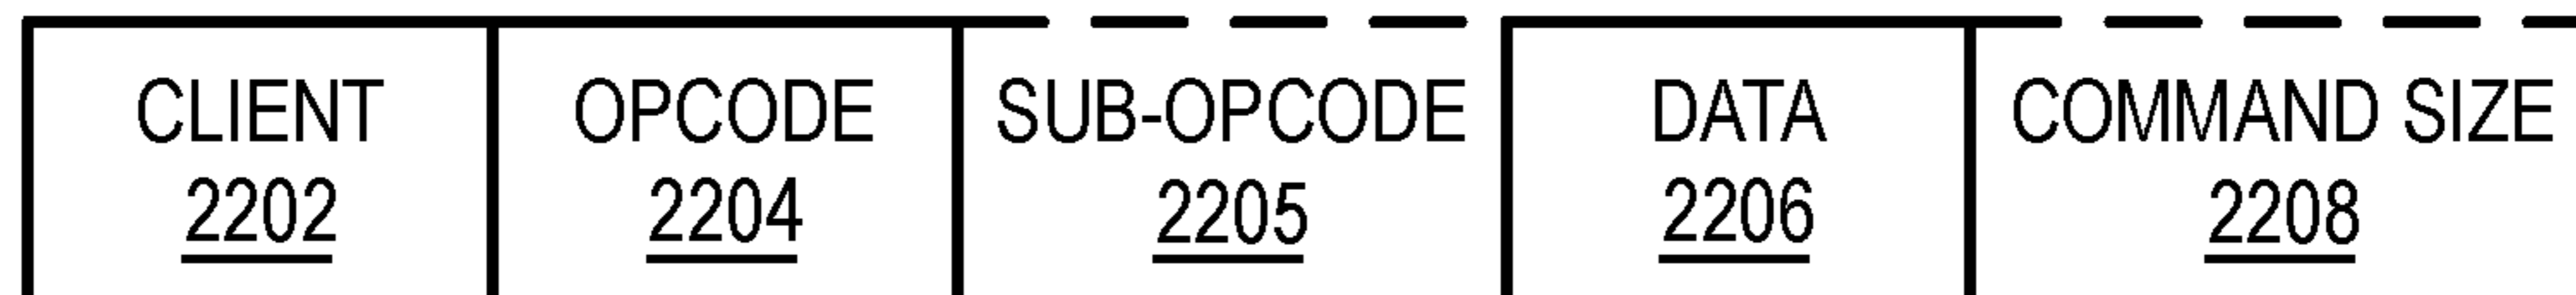 CLIENT OPCODE SUB-OPCODE DATA COMMAND SIZE
2202 2204 2205 2206 2208